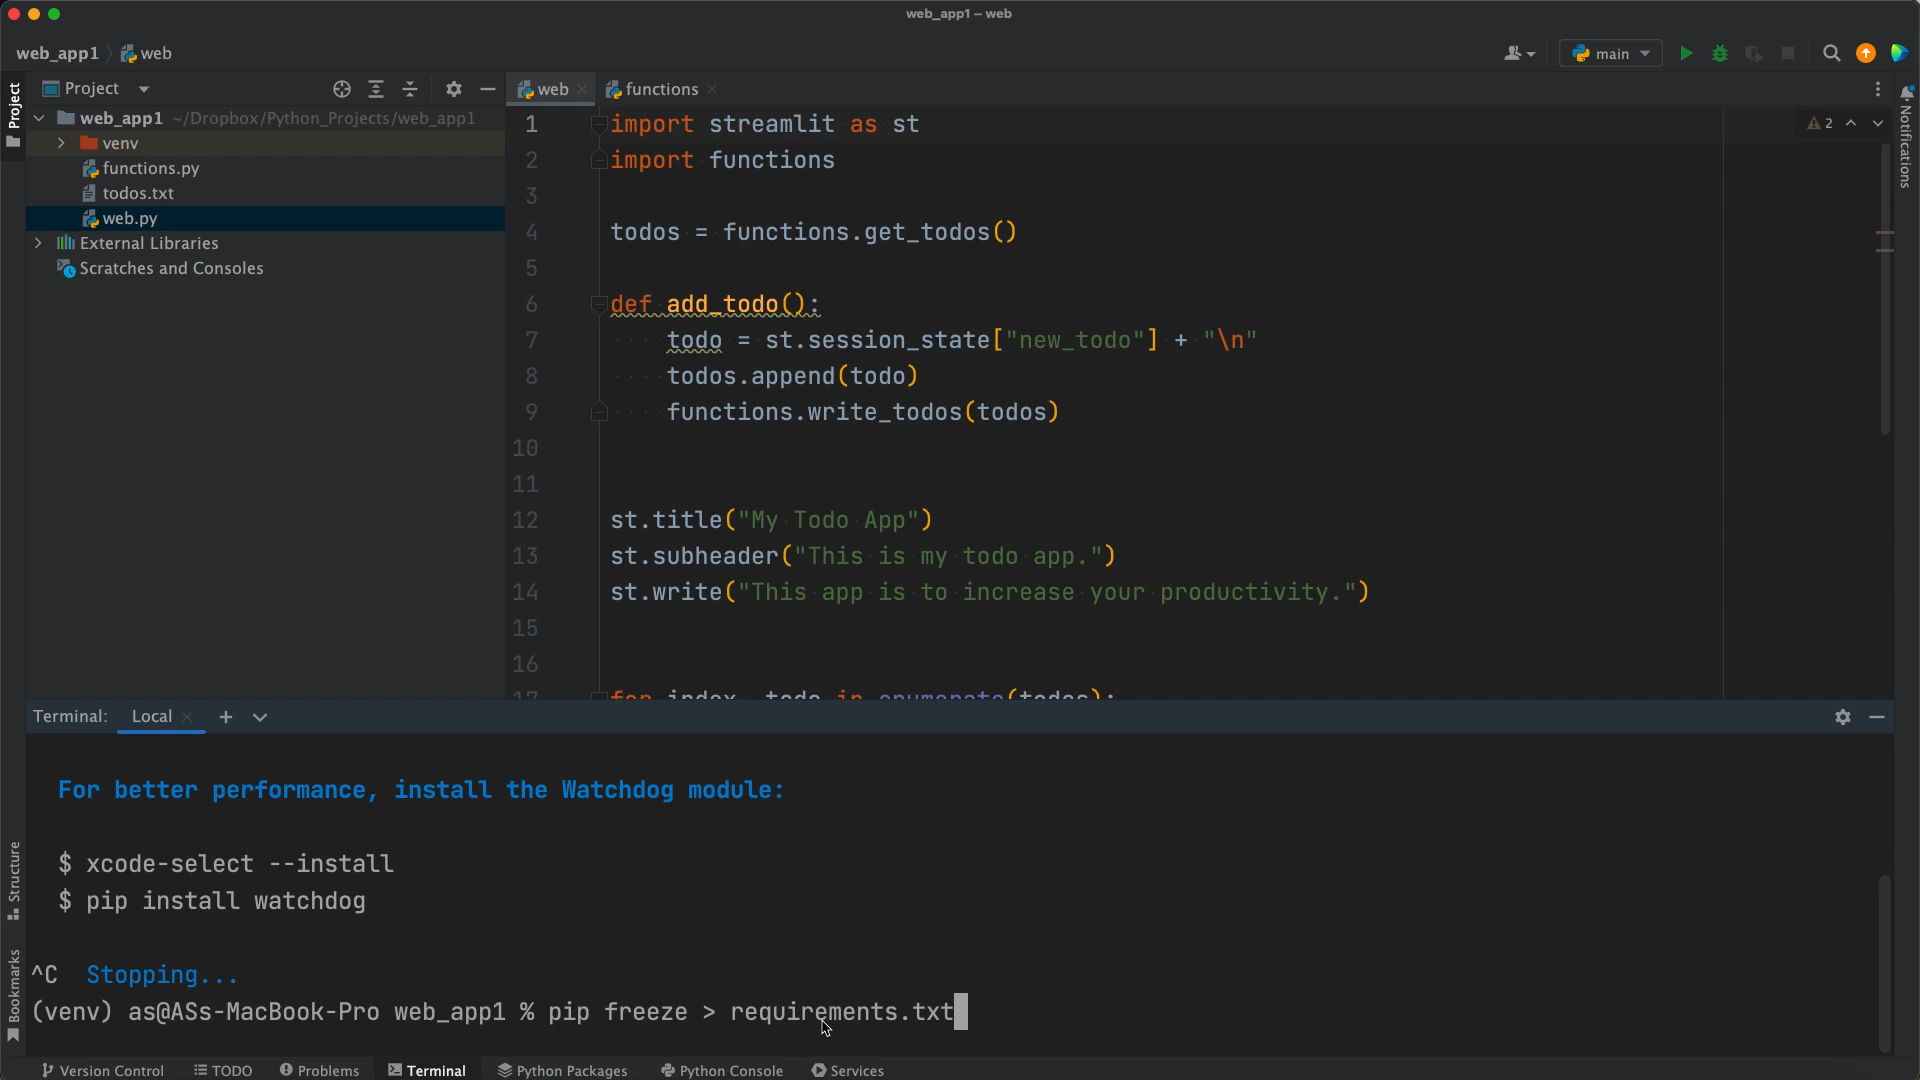 web_app1 – web
web_app1 web
main
Project
Project
web
functions
web_app1 ~/Dropbox/Python_Projects/web_app1
venv
functions.py
todos.txt
web.py
External Libraries
Scratches and Consoles
2
Notifications
1 import streamlit as st
2 import functions
3
4 todos = functions.get_todos()
5
6 def add_todo():
7 todo = st.session_state["new_todo"] + "\n"
8 todos.append(todo)
9 functions.write_todos(todos)
10
11
12 st.title("My Todo App")
13 st.subheader("This is my todo app.")
14 st.write("This app is to increase your productivity.")
15
16
17 for index, todo in enumerate(todos):
Terminal: Local
For better performance, install the Watchdog module:
$ xcode-select --install
$ pip install watchdog
^C Stopping...
(venv) as@ASs-MacBook-Pro web_app1 % pip freeze > requirements.txt
Structure
Bookmarks
Version Control TODO Problems Terminal Python Packages Python Console Services